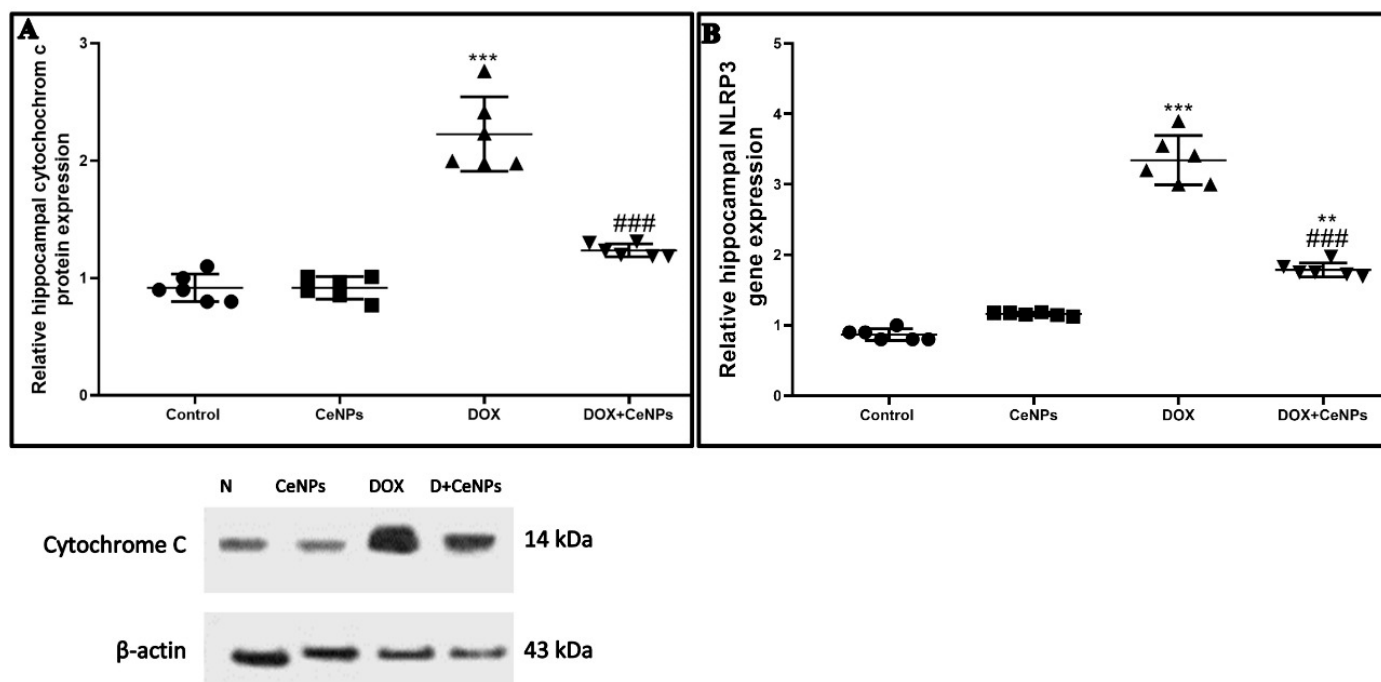 A
Relative hippocampal cytochrom c
protein expression
3
2
1
0
***
###
Control CeNPs DOX DOX+CeNPs
B
Relative hippocampal NLRP3
gene expression
5
4
3
2
1
0
***
**
###
Control CeNPs DOX DOX+CeNPs
N CeNPs DOX D+CeNPs
Cytochrome C 14 kDa
β-actin 43 kDa